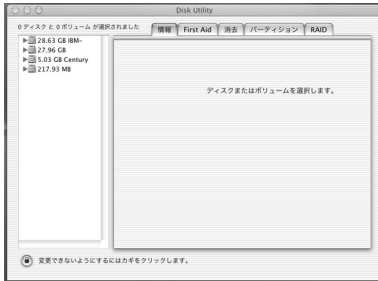 Disk Utility
0 ディスク と 0 ボリューム が選択されました
情報 First Aid 消去 パーティション RAID
28.63 GB IBM-
27.96 GB
5.03 GB Century
217.93 MB
ディスクまたはボリュームを選択します。
変更できないようにするにはカギをクリックします。